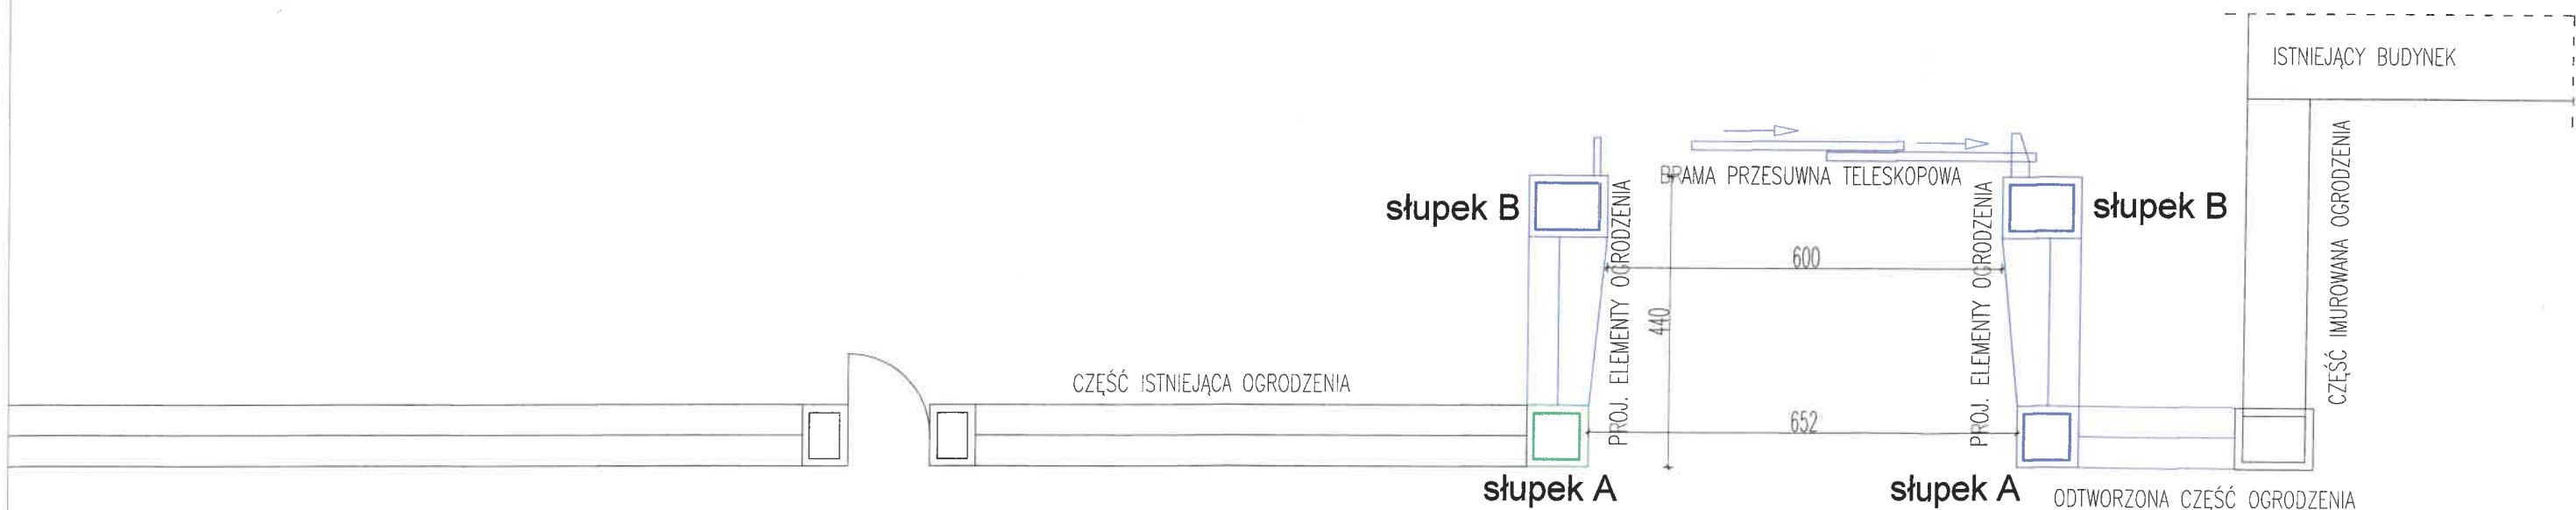 ISTNIEJĄCY BUDYNEK
BRAMA PRZESUWNA TELESKOPOWA
słupek B
słupek B
PROJ. ELEMENTY OGRODZENIA
PROJ. ELEMENTY OGRODZENIA
CZĘŚĆ IMUROWANA OGRODZENIA
600
440
CZĘŚĆ ISTNIEJĄCA OGRODZENIA
652
słupek A
słupek A
ODTWORZONA CZĘŚĆ OGRODZENIA